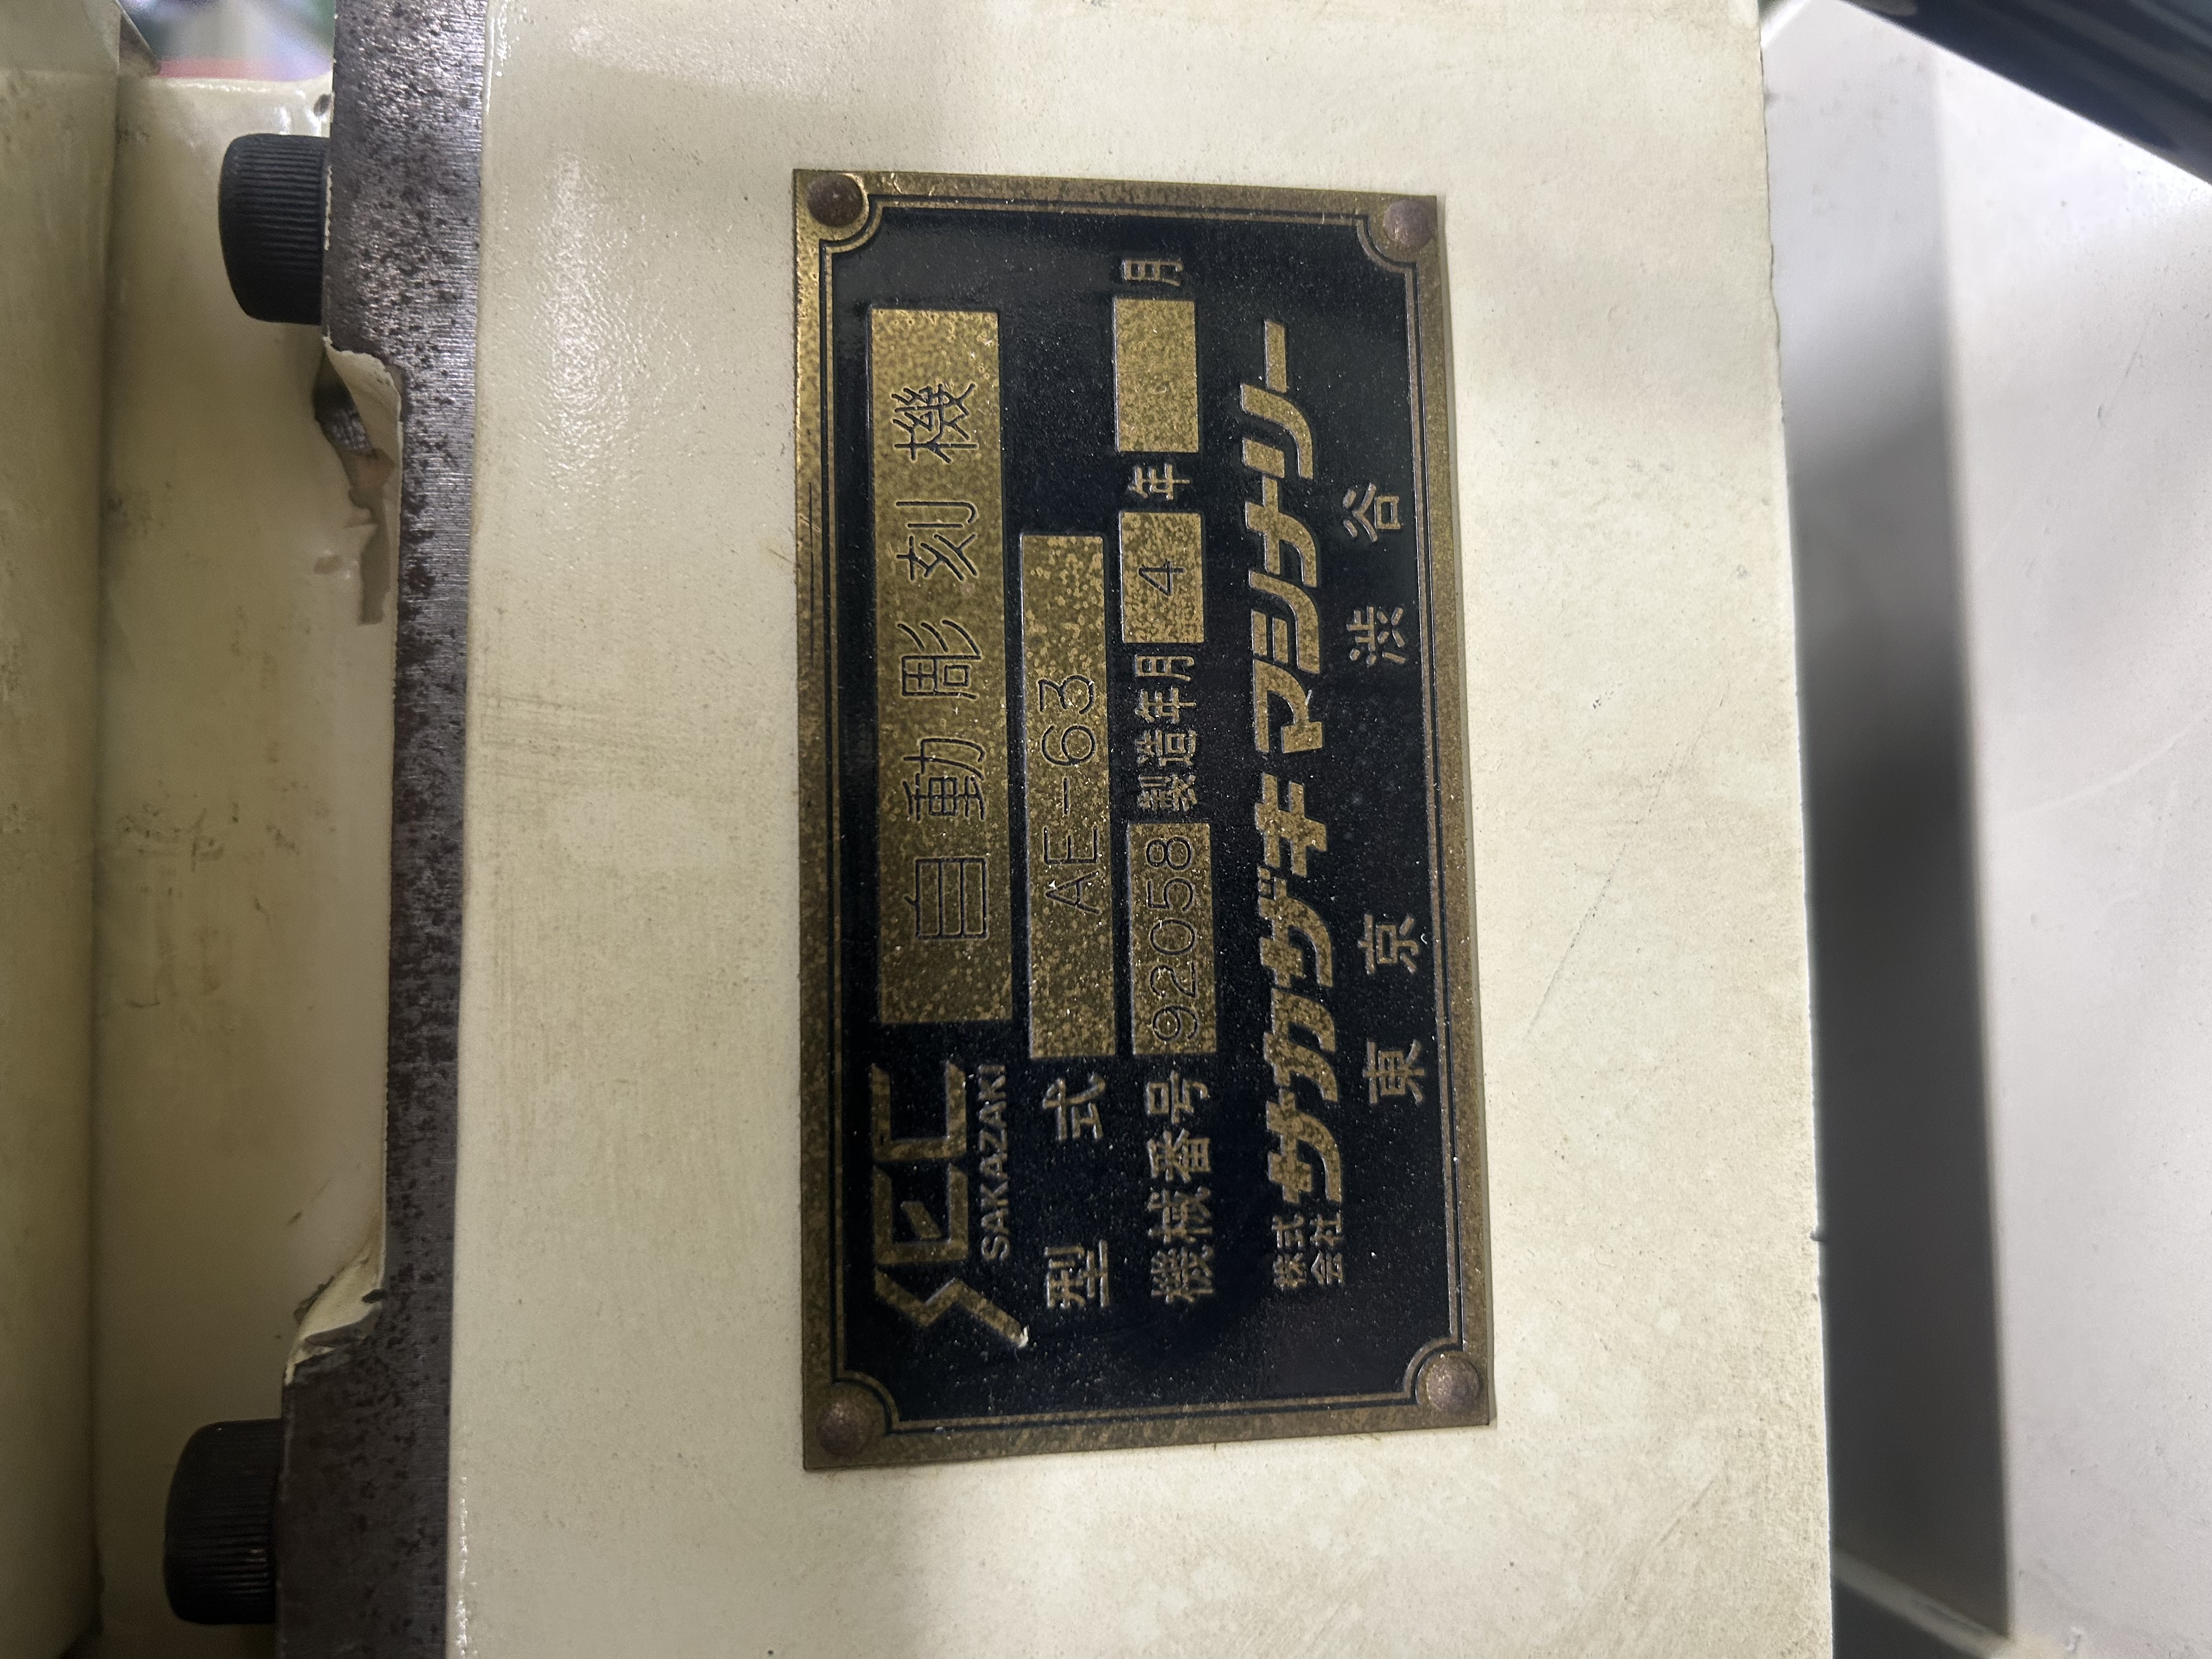 SEC 自動彫刻機
SAKAZAKI
型式 AE-63
機械番号 92058 製造年月 4 年 月
株式会社 サカザキマシナリー
東京 渋谷